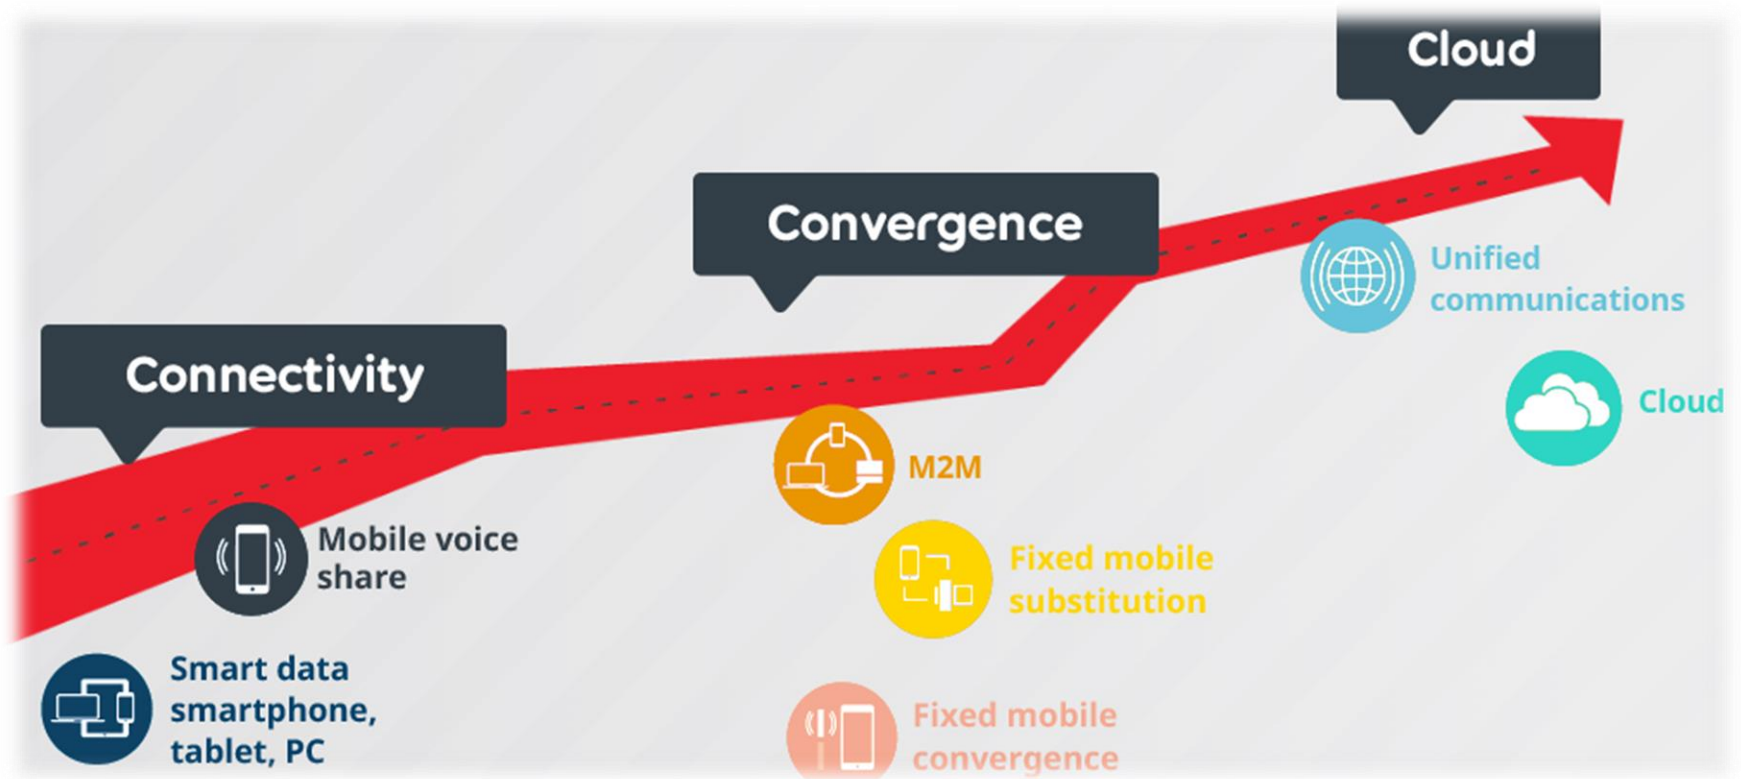 Cloud
Convergence
Connectivity
Unified
communications
Cloud
M2M
Mobile voice
share
Fixed mobile
substitution
Smart data
smartphone,
tablet, PC
Fixed mobile
convergence